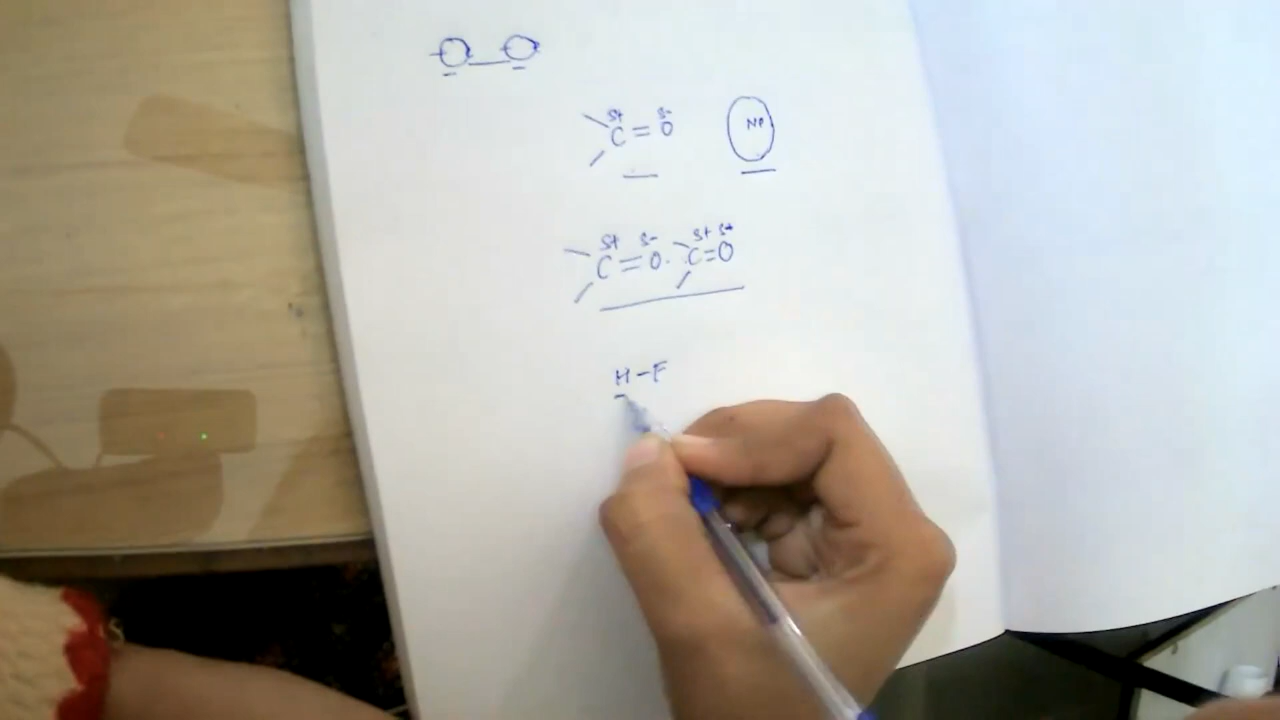 δ+ δ-
C = O NP
δ+ δ- δ+ δ+
C = O . C = O
H - F